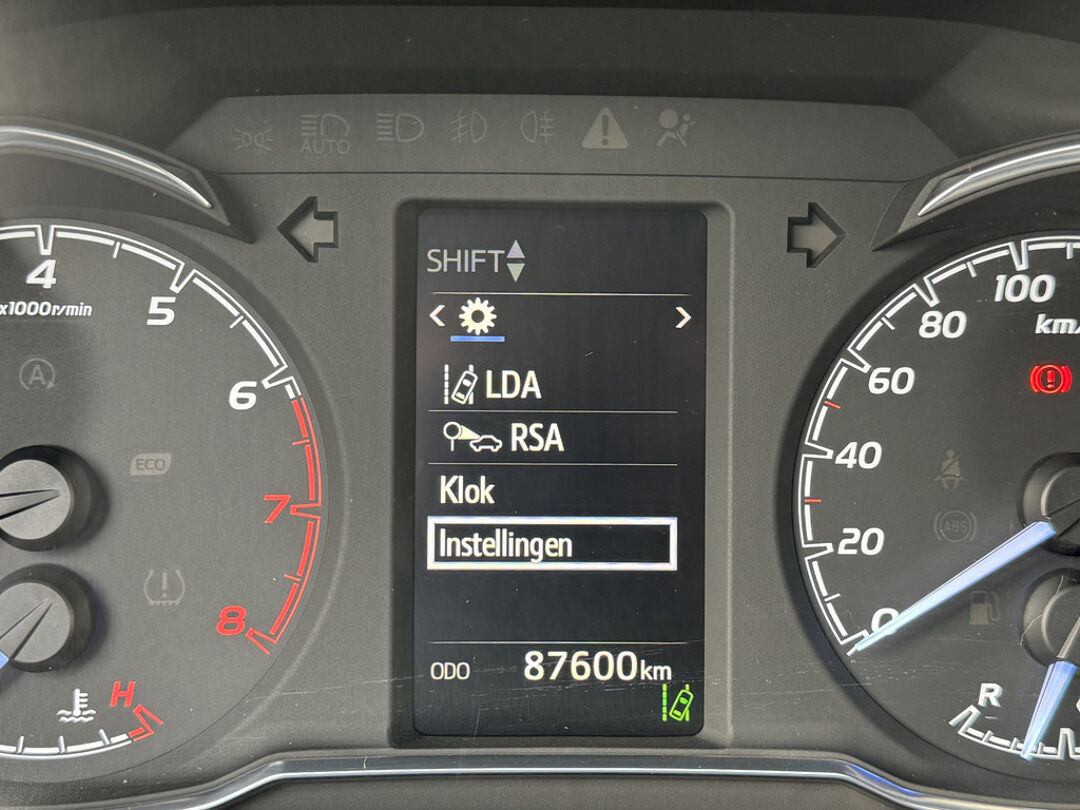 AUTO
SHIFT
4
x1000r/min
5
6
7
8
A
ECO
H
LDA
RSA
Klok
Instellingen
ODO 87600km
100
80
km/
60
40
20
0
ABS
R